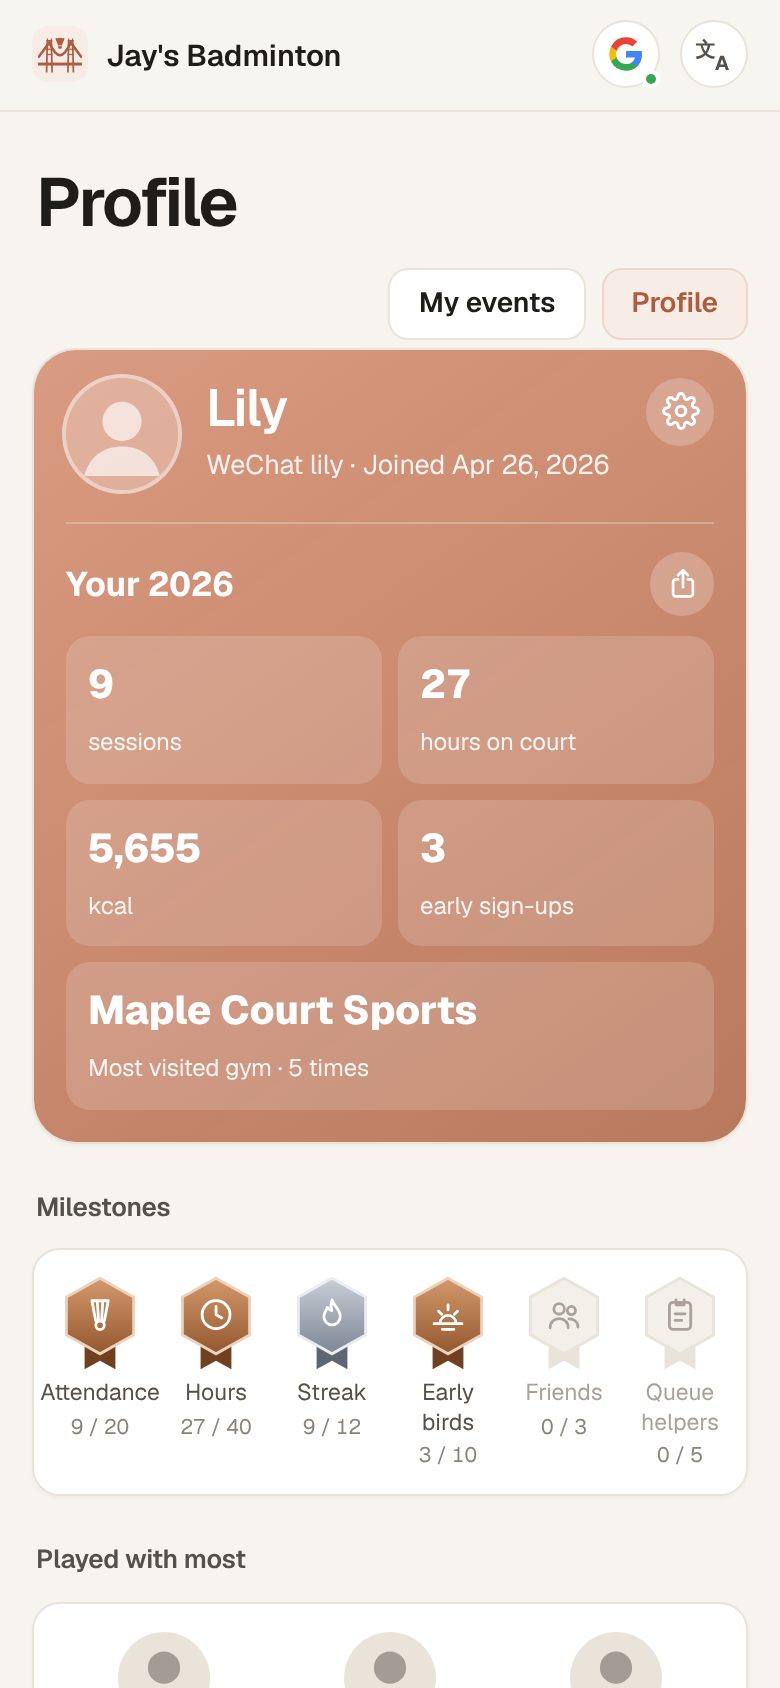 Jay's Badminton
文A
Profile
My events
Profile
Lily
WeChat lily · Joined Apr 26, 2026
Your 2026
9
sessions
27
hours on court
5,655
kcal
3
early sign-ups
Maple Court Sports
Most visited gym · 5 times
Milestones
Attendance
9 / 20
Hours
27 / 40
Streak
9 / 12
Early
birds
3 / 10
Friends
0 / 3
Queue
helpers
0 / 5
Played with most